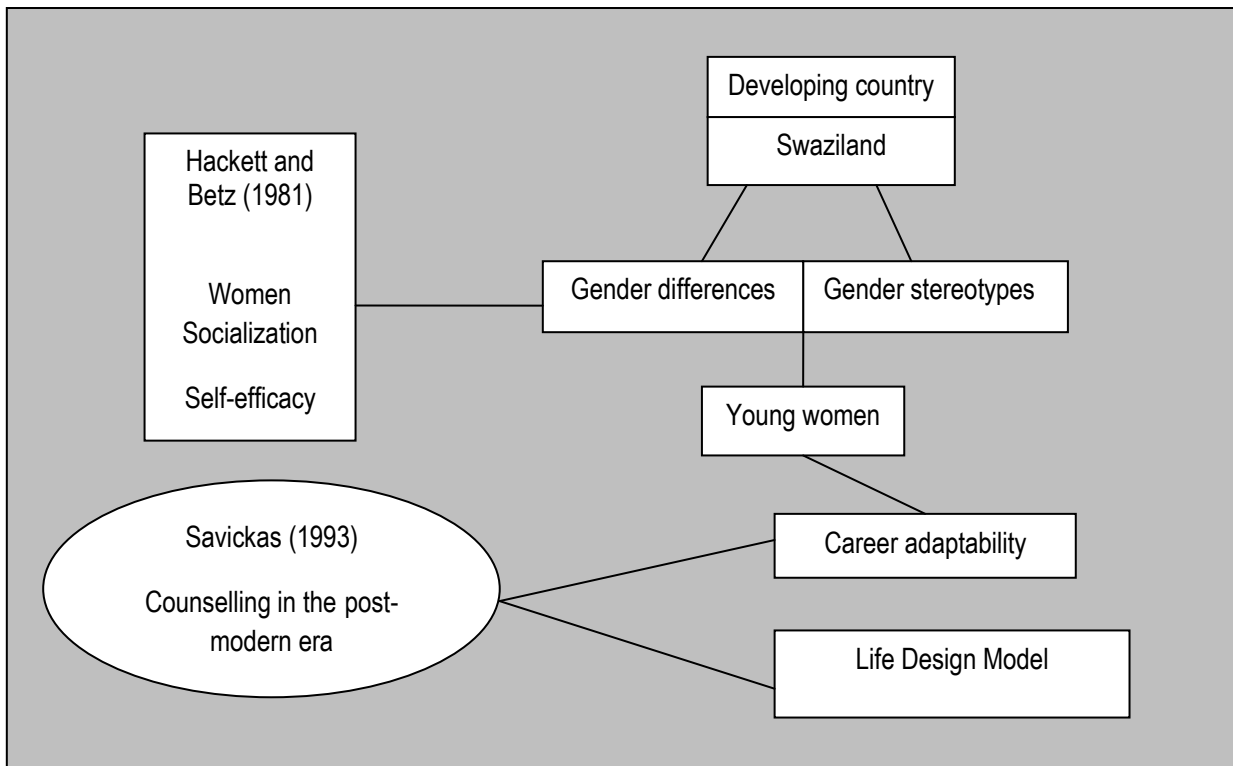 Developing country
Swaziland
Hackett and
Betz (1981)
Women
Socialization
Self-efficacy
Gender differences
Gender stereotypes
Young women
Savickas (1993)
Counselling in the post-
modern era
Career adaptability
Life Design Model